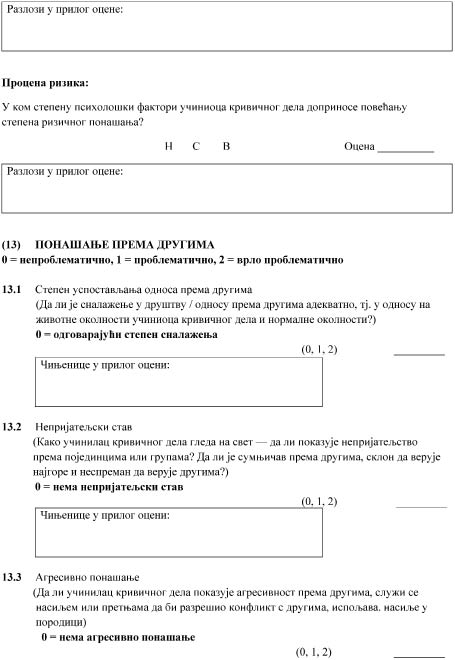 Разлози у прилог оцене:
Процена ризика:
У ком степену психолошки фактори учиниоца кривичног дела доприносе повећању
степена ризичног понашања?
Н С В Оцена __________
Разлози у прилог оцене:
(13) ПОНАШАЊЕ ПРЕМА ДРУГИМА
0 = непроблематично, 1 = проблематично, 2 = врло проблематично
13.1 Степен успостављања односа према другима
(Да ли је сналажење у друштву / односу према другима адекватно, тј. у односу на
животне околности учиниоца кривичног дела и нормалне околности?)
0 = одговарајући степен сналажења
(0, 1, 2) _________
Чињенице у прилог оцени:
13.2 Непријатељски став
(Како учинилац кривичног дела гледа на свет — да ли показује непријатељство
према појединцима или групама? Да ли је сумњичав према другима, склон да верује
најгоре и неспреман да верује другима?)
0 = нема непријатељски став
(0, 1, 2) _________
Чињенице у прилог оцени:
13.3 Агресивно понашање
(Да ли учинилац кривичног дела показује агресивност према другима, служи се
насиљем или претњама да би разрешио конфликт с другима, испољава. насиље у
породици)
0 = нема агресивно понашање
(0, 1, 2) _________